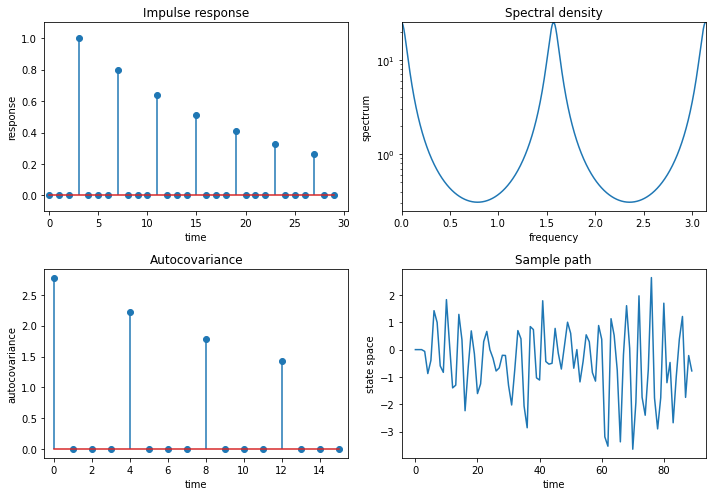 Impulse response
1.0
0.8
0.6
0.4
0.2
0.0
response
0 5 10 15 20 25 30
time
Spectral density
10^1
10^0
spectrum
0.0 0.5 1.0 1.5 2.0 2.5 3.0
frequency
Autocovariance
2.5
2.0
1.5
1.0
0.5
0.0
autocovariance
0 2 4 6 8 10 12 14
time
Sample path
2
1
0
−1
−2
−3
state space
0 20 40 60 80
time